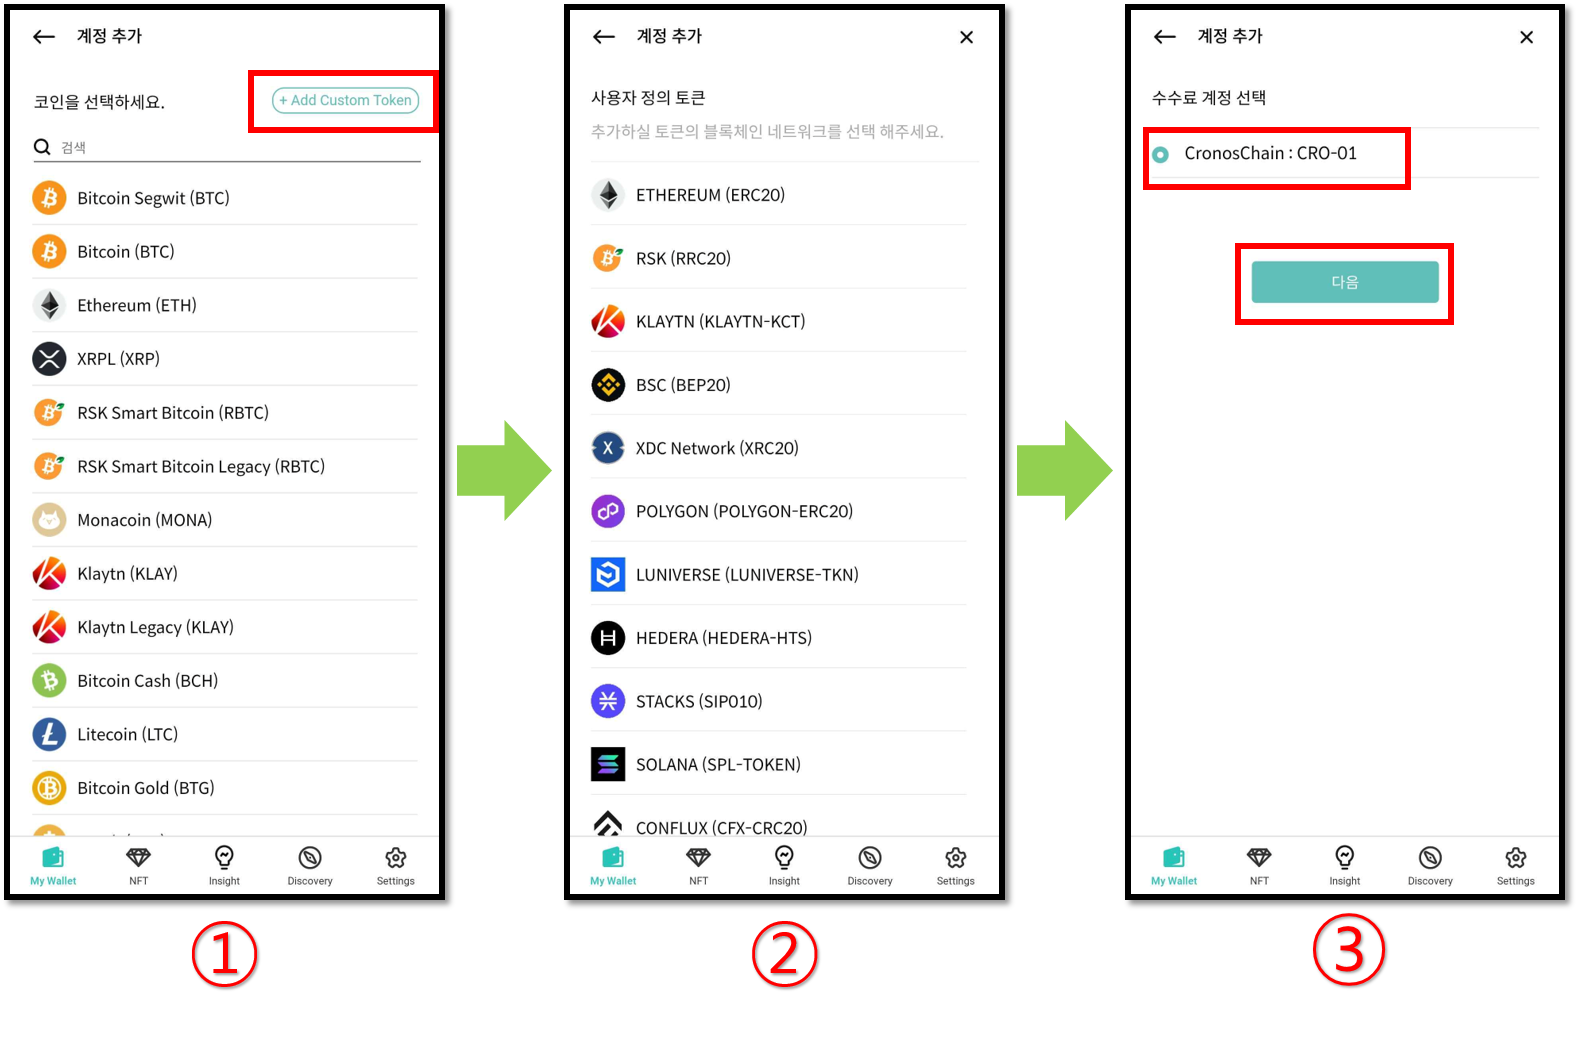 계정 추가
코인을 선택하세요.
+ Add Custom Token
검색
Bitcoin Segwit (BTC)
Bitcoin (BTC)
Ethereum (ETH)
XRPL (XRP)
RSK Smart Bitcoin (RBTC)
RSK Smart Bitcoin Legacy (RBTC)
Monacoin (MONA)
Klaytn (KLAY)
Klaytn Legacy (KLAY)
Bitcoin Cash (BCH)
Litecoin (LTC)
Bitcoin Gold (BTG)
My Wallet
NFT
Insight
Discovery
Settings
①
계정 추가
사용자 정의 토큰
추가하실 토큰의 블록체인 네트워크를 선택 해주세요.
ETHEREUM (ERC20)
RSK (RRC20)
KLAYTN (KLAYTN-KCT)
BSC (BEP20)
XDC Network (XRC20)
POLYGON (POLYGON-ERC20)
LUNIVERSE (LUNIVERSE-TKN)
HEDERA (HEDERA-HTS)
STACKS (SIP010)
SOLANA (SPL-TOKEN)
CONFLUX (CFX-CRC20)
My Wallet
NFT
Insight
Discovery
Settings
②
계정 추가
수수료 계정 선택
CronosChain : CRO-01
다음
My Wallet
NFT
Insight
Discovery
Settings
③